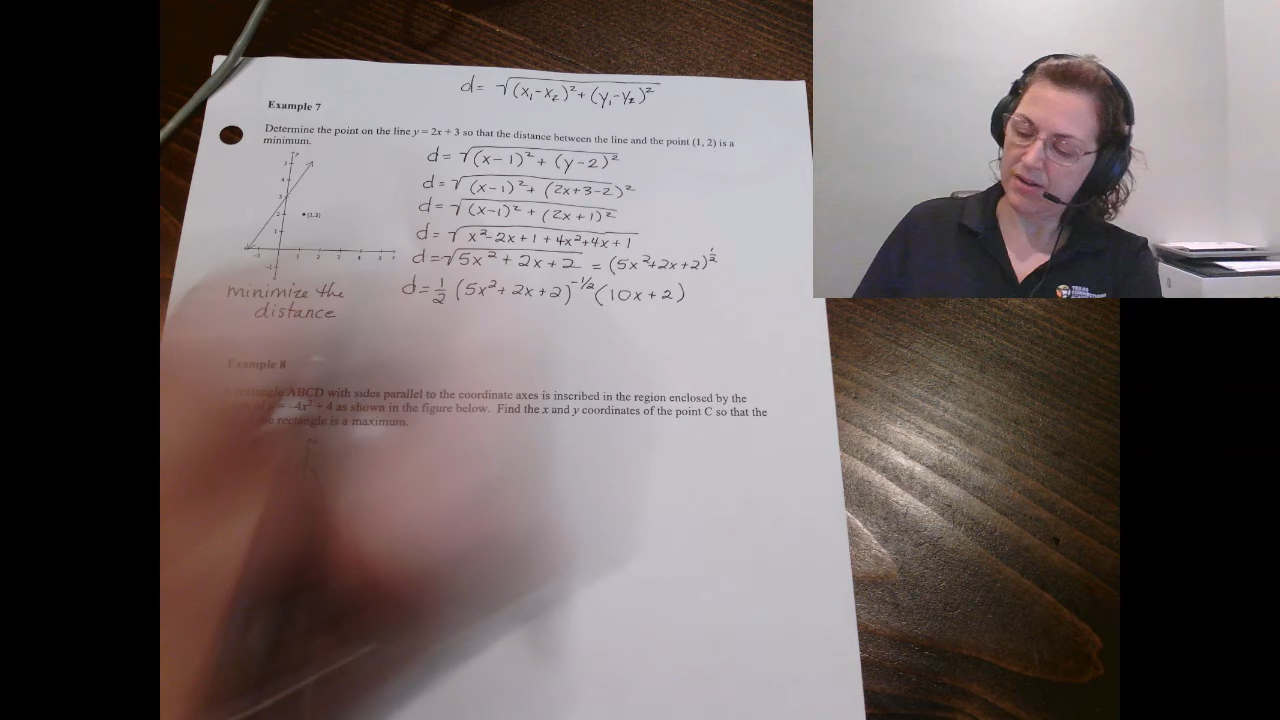 d = √(x₁-x₂)² + (y₁-y₂)²
Example 7
Determine the point on the line y = 2x + 3 so that the distance between the line and the point (1, 2) is a
minimum.
d = √(x-1)² + (y-2)²
d = √(x-1)² + (2x+3-2)²
d = √(x-1)² + (2x+1)²
d = √x²-2x+1+4x²+4x+1
d = √5x²+2x+2 = (5x²+2x+2)^½
d = ½ (5x²+2x+2)^-1/2 (10x+2)
(1,2)
minimize the
distance
Example 8
rectangle ABCD with sides parallel to the coordinate axes is inscribed in the region enclosed by the
= -4x² + 4 as shown in the figure below. Find the x and y coordinates of the point C so that the
rectangle is a maximum.
TEXAS